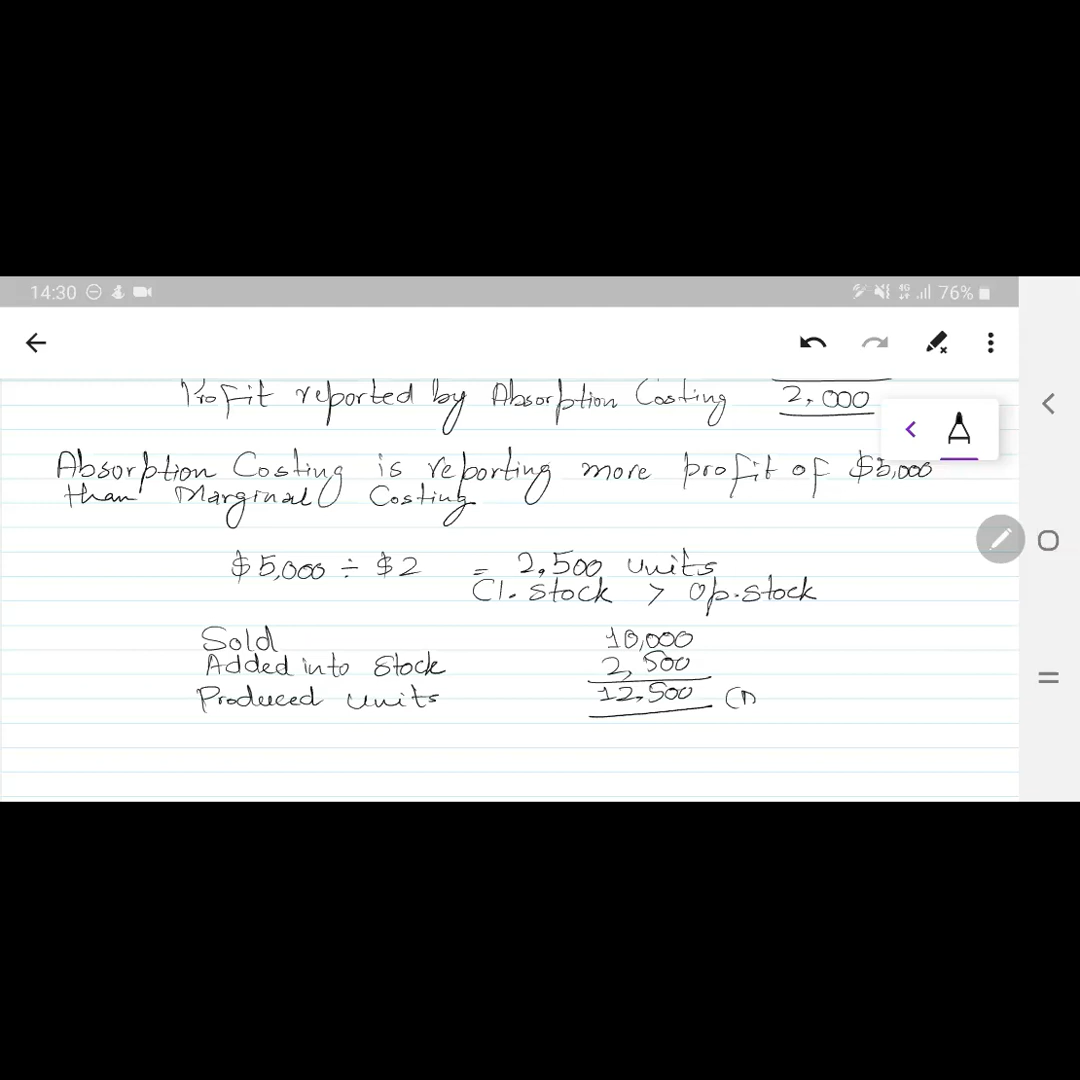 14:30 4G 76%
Profit reported by Absorption Costing 2,000
Absorption Costing is reporting more profit of $5,000
than Marginal Costing
$5,000 ÷ $2 = 2,500 units
Cl. stock > Op. stock
Sold 10,000
Added into Stock 2,500
Produced units 12,500